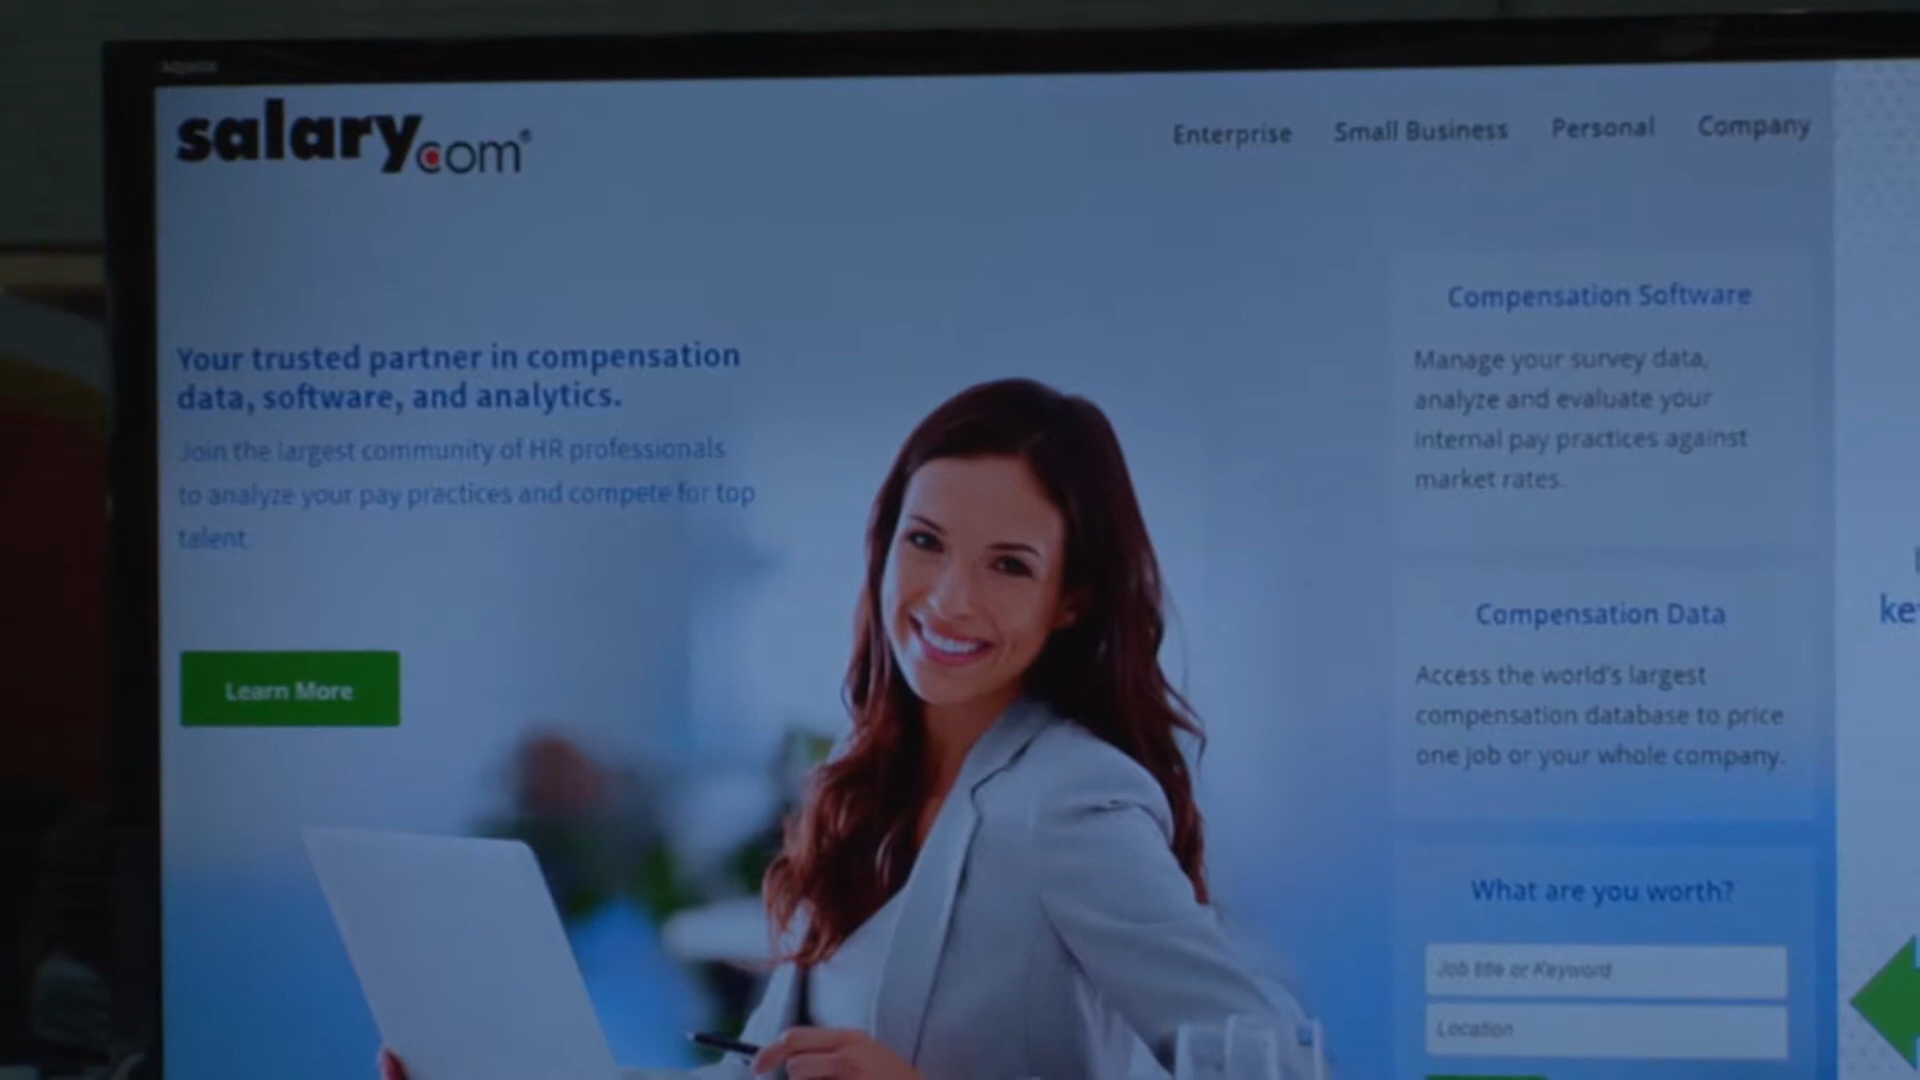 AQUOS
salary.com®
Enterprise Small Business Personal Company
Your trusted partner in compensation
data, software, and analytics.
Join the largest community of HR professionals
to analyze your pay practices and compete for top
talent.
Learn More
Compensation Software
Manage your survey data,
analyze and evaluate your
internal pay practices against
market rates.
Compensation Data
Access the world's largest
compensation database to price
one job or your whole company.
What are you worth?
Job title or Keyword
Location